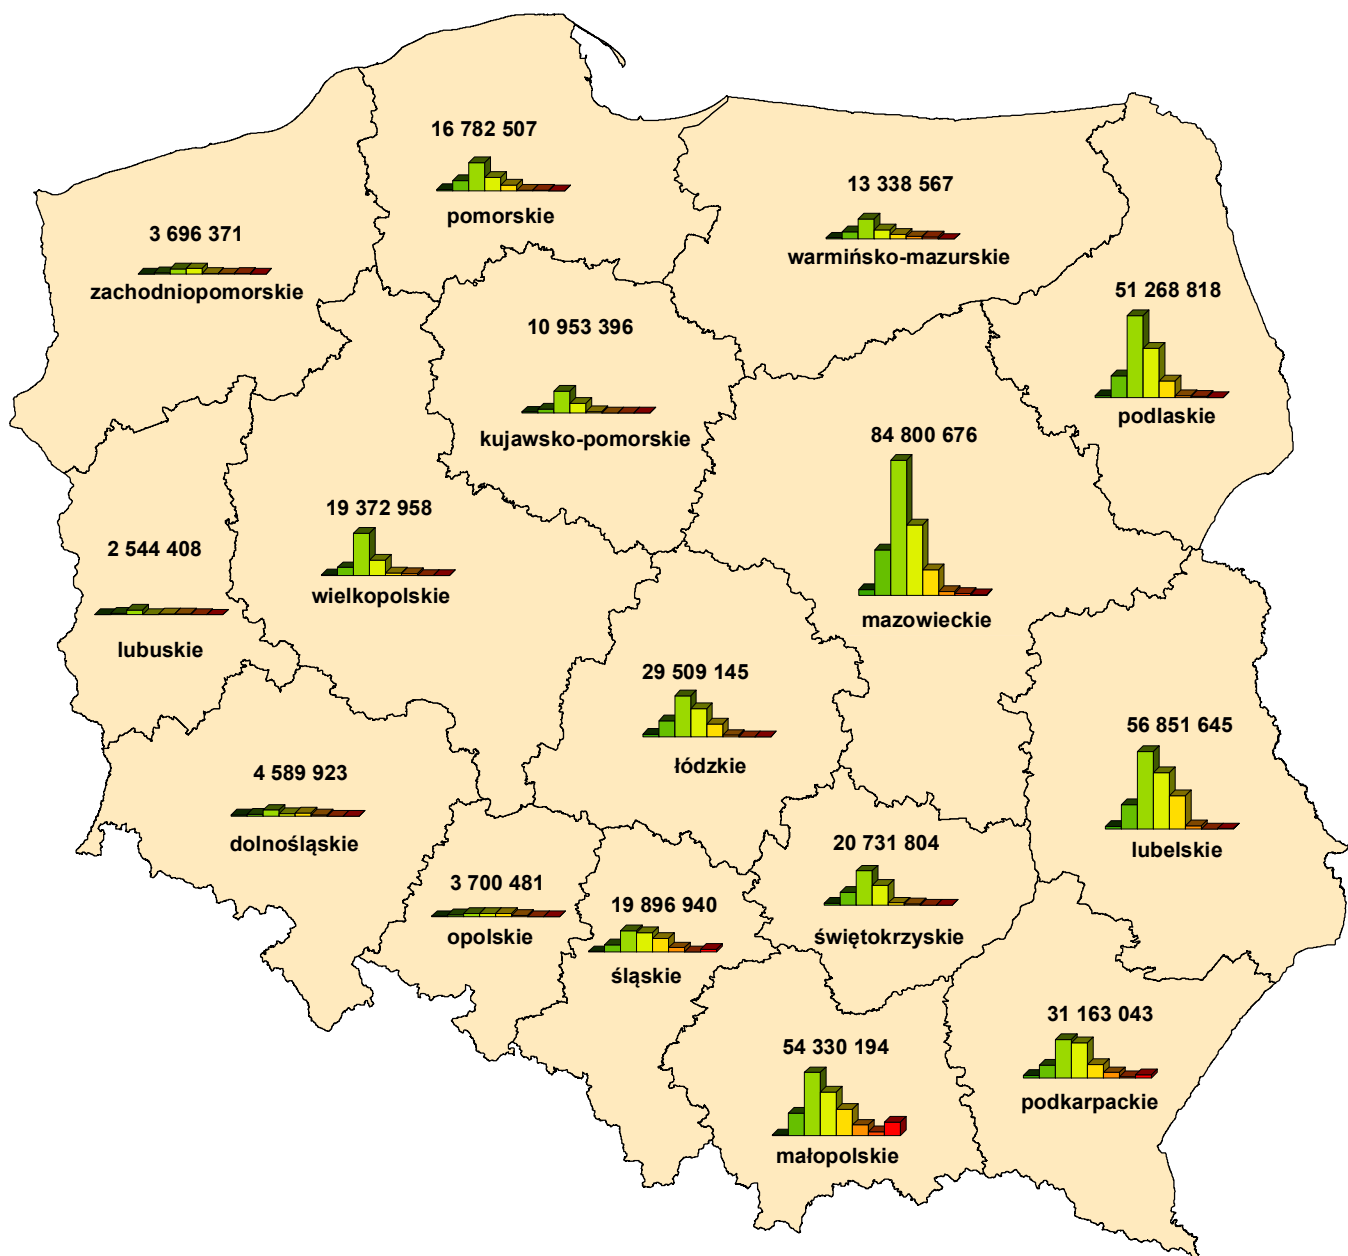 16 782 507
pomorskie
13 338 567
warmińsko-mazurskie
3 696 371
zachodniopomorskie
51 268 818
podlaskie
10 953 396
kujawsko-pomorskie
84 800 676
mazowieckie
19 372 958
wielkopolskie
2 544 408
lubuskie
29 509 145
łódzkie
56 851 645
lubelskie
4 589 923
dolnośląskie
20 731 804
świętokrzyskie
3 700 481
opolskie
19 896 940
śląskie
31 163 043
podkarpackie
54 330 194
małopolskie